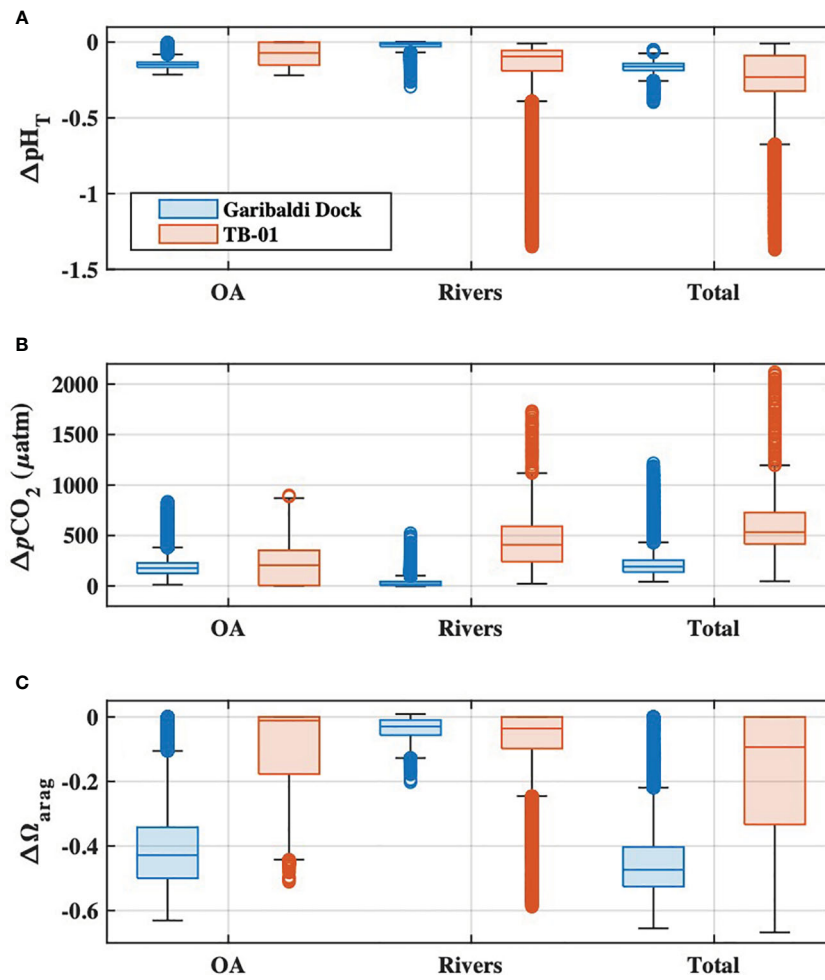 A
0
-0.5
-1
-1.5
ΔpH_T
Garibaldi Dock
TB-01
OA Rivers Total
B
2000
1500
1000
500
0
ΔpCO₂ (μatm)
OA Rivers Total
C
0
-0.2
-0.4
-0.6
ΔΩ_arag
OA Rivers Total